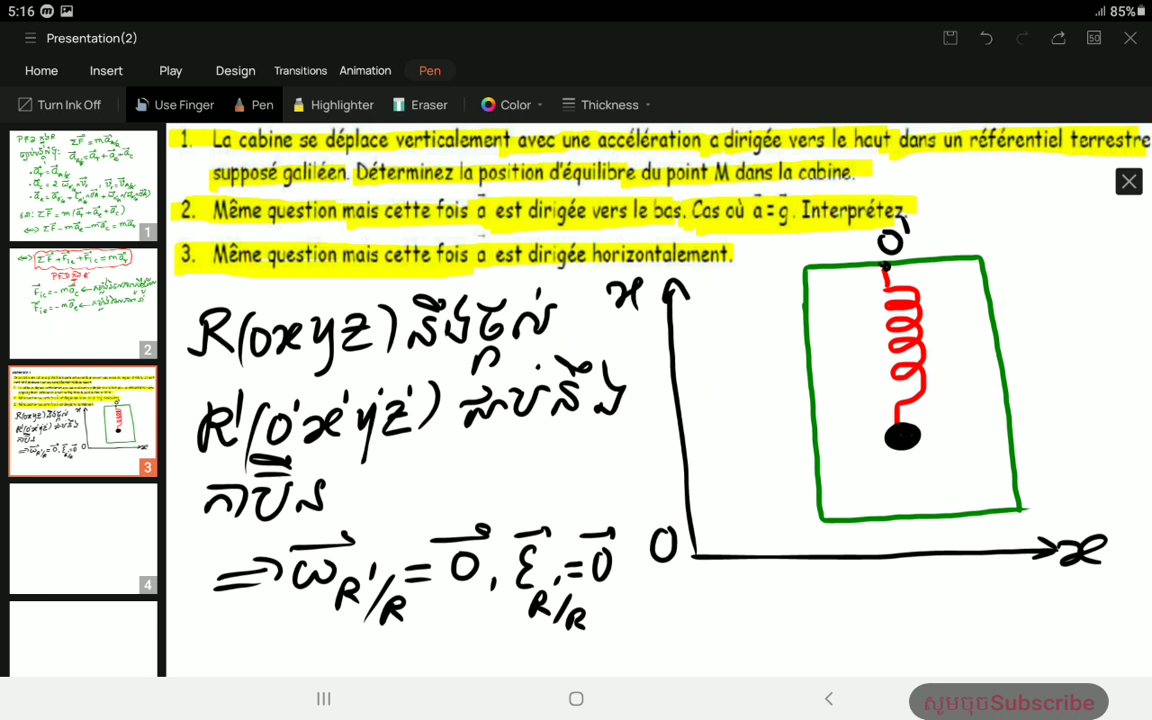 5:16
85%
Presentation(2)
50
Home Insert Play Design Transitions Animation Pen
Turn Ink Off Use Finger Pen Highlighter Eraser Color Thickness
1. La cabine se déplace verticalement avec une accélération a dirigée vers le haut dans un référentiel terrestre
supposé galiléen. Déterminez la position d'équilibre du point M dans la cabine.
2. Même question mais cette fois a⃗ est dirigée vers le bas. Cas où a⃗ = g⃗. Interprétez.
3. Même question mais cette fois a⃗ est dirigée horizontalement.
R(oxyz) នឹងថល់
R'(o'x'y'z') ភ្ជាប់នឹង
កាប៊ីន
⟹ ω⃗R'/R = 0⃗, ε⃗R'/R = 0⃗
x
O'
O
x
1
2
3
4
សូមចុចSubscribe